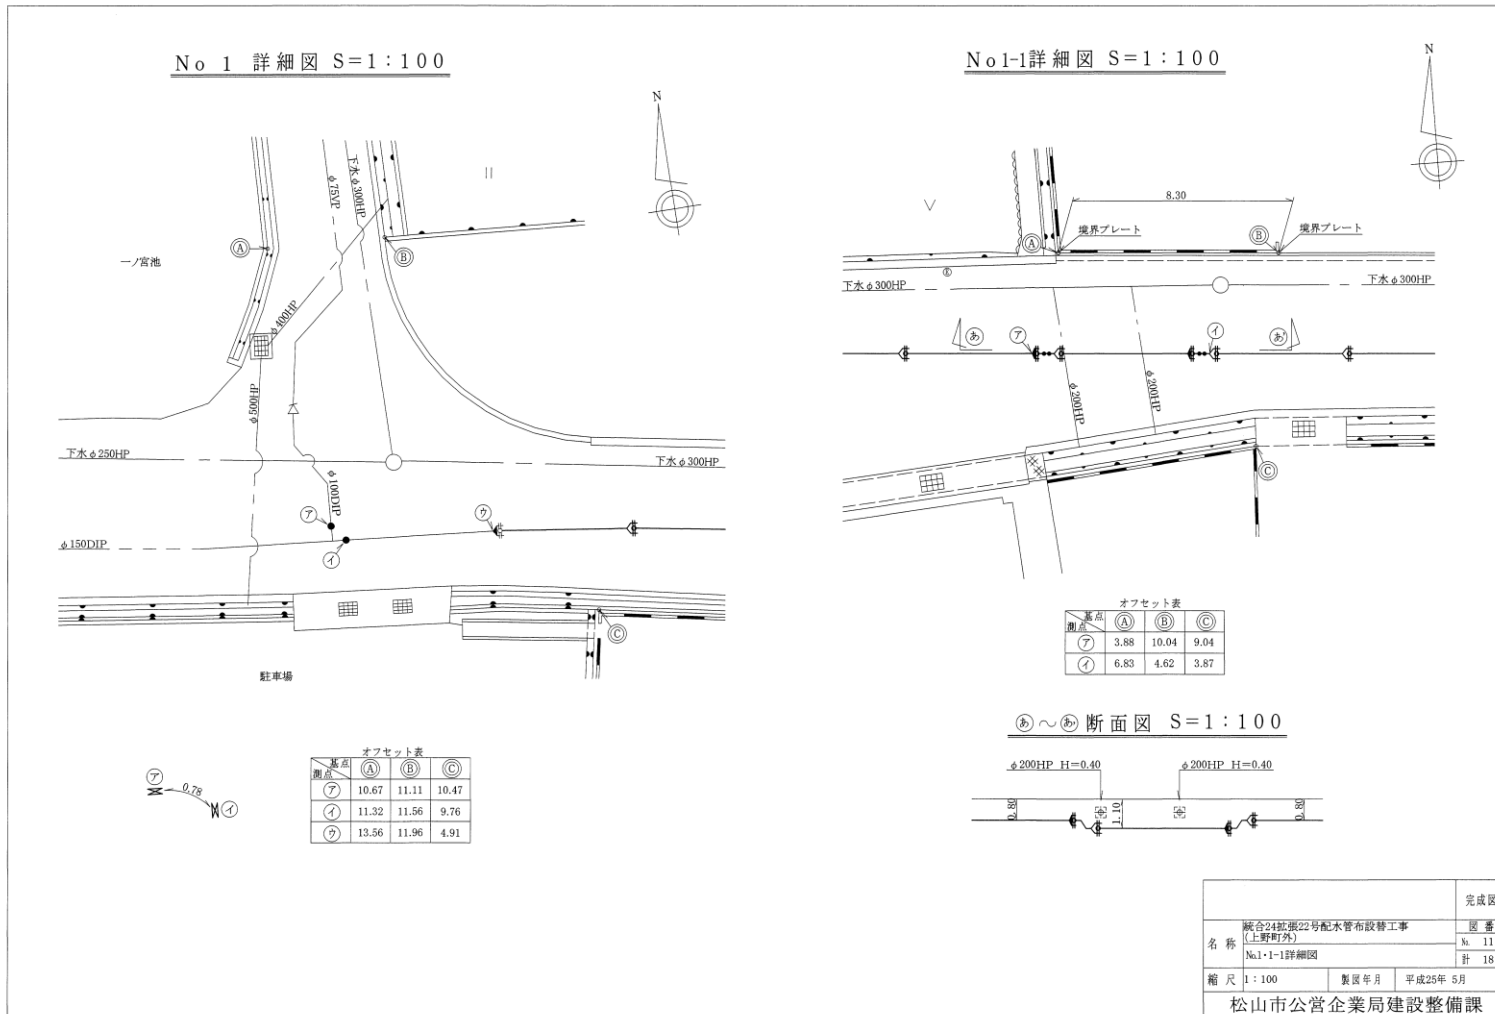 No 1 詳細図 S=1：100
N
下水φ300HP
φ75VP
Ⓐ
Ⓑ
一ノ宮池
φ400HP
φ500HP
下水φ250HP
下水φ300HP
φ100DIP
㋐
㋒
φ150DIP
㋑
Ⓒ
駐車場
㋐
0.78
㋑
オフセット表
基点 Ⓐ Ⓑ Ⓒ
測点
㋐ 10.67 11.11 10.47
㋑ 11.32 11.56 9.76
㋒ 13.56 11.96 4.91
No1-1詳細図 S=1：100
N
8.30
Ⓐ
境界プレート
Ⓑ
境界プレート
下水φ300HP
下水φ300HP
あ
㋐
㋑
あ'
φ200HP
φ200HP
Ⓒ
オフセット表
基点 Ⓐ Ⓑ Ⓒ
測点
㋐ 3.88 10.04 9.04
㋑ 6.83 4.62 3.87
あ～あ' 断面図 S=1：100
φ200HP H=0.40
φ200HP H=0.40
0.80
1.10
0.80
完成図
名称
統合24拡張22号配水管布設替工事
(上野町外)
No.1・1-1詳細図
図番
No. 11
計 18
縮尺 1：100 製図年月 平成25年 5月
松山市公営企業局建設整備課